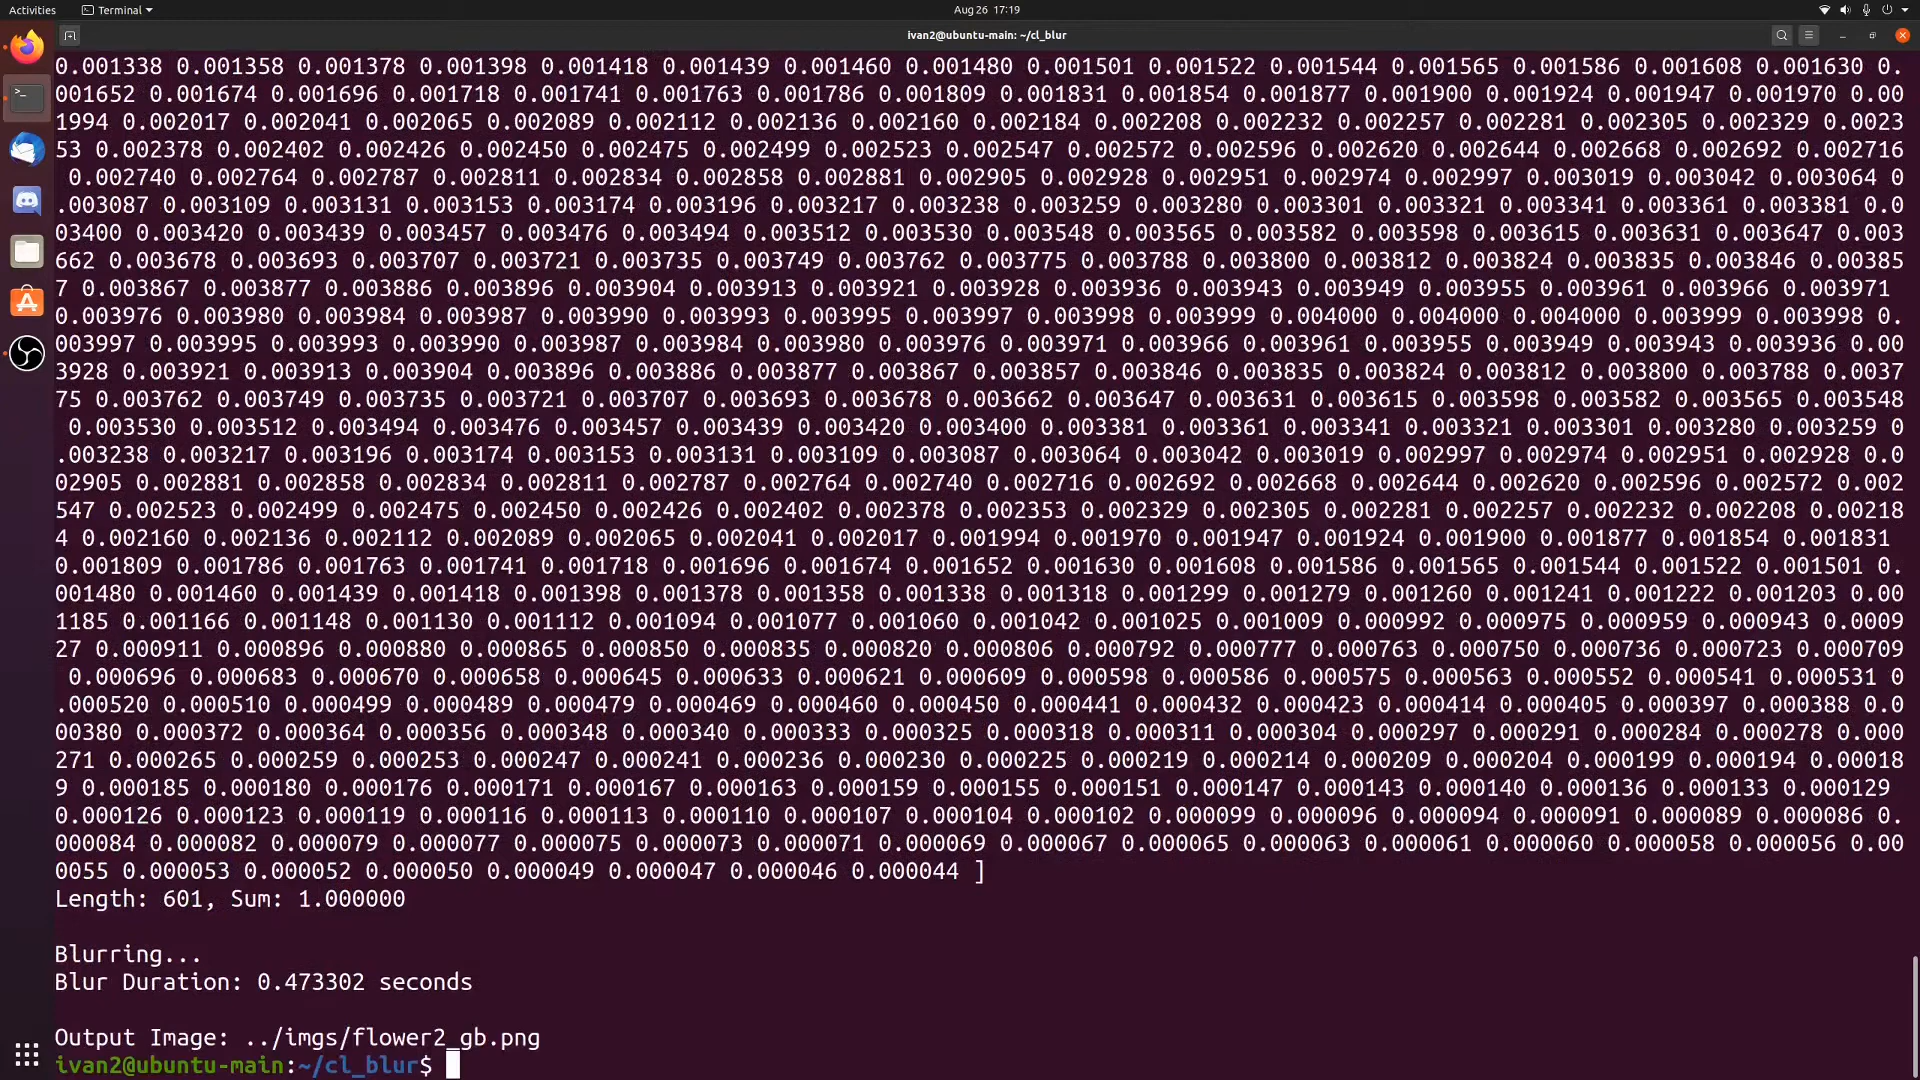 Activities
Terminal
Aug 26 17:19
ivan2@ubuntu-main: ~/cl_blur
0.001338 0.001358 0.001378 0.001398 0.001418 0.001439 0.001460 0.001480 0.001501 0.001522 0.001544 0.001565 0.001586 0.001608 0.001630 0.
001652 0.001674 0.001696 0.001718 0.001741 0.001763 0.001786 0.001809 0.001831 0.001854 0.001877 0.001900 0.001924 0.001947 0.001970 0.00
1994 0.002017 0.002041 0.002065 0.002089 0.002112 0.002136 0.002160 0.002184 0.002208 0.002232 0.002257 0.002281 0.002305 0.002329 0.0023
53 0.002378 0.002402 0.002426 0.002450 0.002475 0.002499 0.002523 0.002547 0.002572 0.002596 0.002620 0.002644 0.002668 0.002692 0.002716
0.002740 0.002764 0.002787 0.002811 0.002834 0.002858 0.002881 0.002905 0.002928 0.002951 0.002974 0.002997 0.003019 0.003042 0.003064 0
.003087 0.003109 0.003131 0.003153 0.003174 0.003196 0.003217 0.003238 0.003259 0.003280 0.003301 0.003321 0.003341 0.003361 0.003381 0.0
03400 0.003420 0.003439 0.003457 0.003476 0.003494 0.003512 0.003530 0.003548 0.003565 0.003582 0.003598 0.003615 0.003631 0.003647 0.003
662 0.003678 0.003693 0.003707 0.003721 0.003735 0.003749 0.003762 0.003775 0.003788 0.003800 0.003812 0.003824 0.003835 0.003846 0.00385
7 0.003867 0.003877 0.003886 0.003896 0.003904 0.003913 0.003921 0.003928 0.003936 0.003943 0.003949 0.003955 0.003961 0.003966 0.003971
0.003976 0.003980 0.003984 0.003987 0.003990 0.003993 0.003995 0.003997 0.003998 0.003999 0.004000 0.004000 0.004000 0.003999 0.003998 0.
003997 0.003995 0.003993 0.003990 0.003987 0.003984 0.003980 0.003976 0.003971 0.003966 0.003961 0.003955 0.003949 0.003943 0.003936 0.00
3928 0.003921 0.003913 0.003904 0.003896 0.003886 0.003877 0.003867 0.003857 0.003846 0.003835 0.003824 0.003812 0.003800 0.003788 0.0037
75 0.003762 0.003749 0.003735 0.003721 0.003707 0.003693 0.003678 0.003662 0.003647 0.003631 0.003615 0.003598 0.003582 0.003565 0.003548
0.003530 0.003512 0.003494 0.003476 0.003457 0.003439 0.003420 0.003400 0.003381 0.003361 0.003341 0.003321 0.003301 0.003280 0.003259 0
.003238 0.003217 0.003196 0.003174 0.003153 0.003131 0.003109 0.003087 0.003064 0.003042 0.003019 0.002997 0.002974 0.002951 0.002928 0.0
02905 0.002881 0.002858 0.002834 0.002811 0.002787 0.002764 0.002740 0.002716 0.002692 0.002668 0.002644 0.002620 0.002596 0.002572 0.002
547 0.002523 0.002499 0.002475 0.002450 0.002426 0.002402 0.002378 0.002353 0.002329 0.002305 0.002281 0.002257 0.002232 0.002208 0.00218
4 0.002160 0.002136 0.002112 0.002089 0.002065 0.002041 0.002017 0.001994 0.001970 0.001947 0.001924 0.001900 0.001877 0.001854 0.001831
0.001809 0.001786 0.001763 0.001741 0.001718 0.001696 0.001674 0.001652 0.001630 0.001608 0.001586 0.001565 0.001544 0.001522 0.001501 0.
001480 0.001460 0.001439 0.001418 0.001398 0.001378 0.001358 0.001338 0.001318 0.001299 0.001279 0.001260 0.001241 0.001222 0.001203 0.00
1185 0.001166 0.001148 0.001130 0.001112 0.001094 0.001077 0.001060 0.001042 0.001025 0.001009 0.000992 0.000975 0.000959 0.000943 0.0009
27 0.000911 0.000896 0.000880 0.000865 0.000850 0.000835 0.000820 0.000806 0.000792 0.000777 0.000763 0.000750 0.000736 0.000723 0.000709
0.000696 0.000683 0.000670 0.000658 0.000645 0.000633 0.000621 0.000609 0.000598 0.000586 0.000575 0.000563 0.000552 0.000541 0.000531 0
.000520 0.000510 0.000499 0.000489 0.000479 0.000469 0.000460 0.000450 0.000441 0.000432 0.000423 0.000414 0.000405 0.000397 0.000388 0.0
00380 0.000372 0.000364 0.000356 0.000348 0.000340 0.000333 0.000325 0.000318 0.000311 0.000304 0.000297 0.000291 0.000284 0.000278 0.000
271 0.000265 0.000259 0.000253 0.000247 0.000241 0.000236 0.000230 0.000225 0.000219 0.000214 0.000209 0.000204 0.000199 0.000194 0.00018
9 0.000185 0.000180 0.000176 0.000171 0.000167 0.000163 0.000159 0.000155 0.000151 0.000147 0.000143 0.000140 0.000136 0.000133 0.000129
0.000126 0.000123 0.000119 0.000116 0.000113 0.000110 0.000107 0.000104 0.000102 0.000099 0.000096 0.000094 0.000091 0.000089 0.000086 0.
000084 0.000082 0.000079 0.000077 0.000075 0.000073 0.000071 0.000069 0.000067 0.000065 0.000063 0.000061 0.000060 0.000058 0.000056 0.00
0055 0.000053 0.000052 0.000050 0.000049 0.000047 0.000046 0.000044 ]
Length: 601, Sum: 1.000000
Blurring...
Blur Duration: 0.473302 seconds
Output Image: ../imgs/flower2_gb.png
ivan2@ubuntu-main:~/cl_blur$